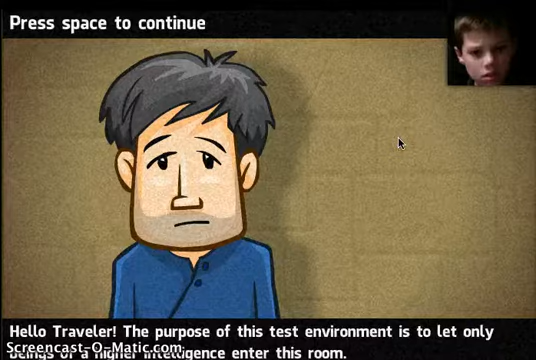 Press space to continue
Hello Traveler! The purpose of this test environment is to let only
Screencast-O-Matic.com
beings of a higher intelligence enter this room.